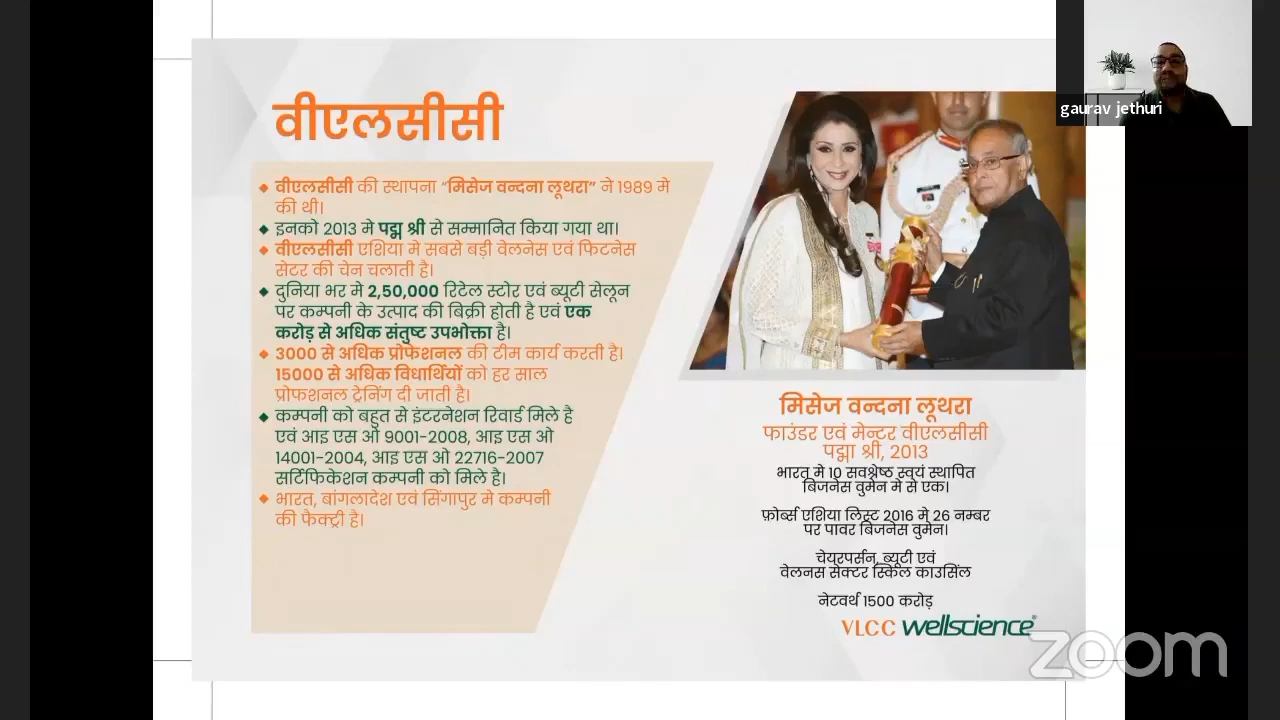 gaurav jethuri
वीएलसीसी
वीएलसीसी की स्थापना “मिसेज वन्दना लूथरा” ने 1989 मे
की थी।
इनको 2013 मे पद्म श्री से सम्मानित किया गया था।
वीएलसीसी एशिया मे सबसे बड़ी वेलनेस एवं फिटनेस
सेटर की चेन चलाती है।
दुनिया भर मे 2,50,000 रिटेल स्टोर एवं ब्यूटी सेलून
पर कम्पनी के उत्पाद की बिक्री होती है एवं एक
करोड़ से अधिक संतुष्ट उपभोक्ता है।
3000 से अधिक प्रोफेशनल की टीम कार्य करती है।
15000 से अधिक विधार्थियों को हर साल
प्रोफशनल ट्रेनिंग दी जाती है।
कम्पनी को बहुत से इंटरनेशन रिवार्ड मिले है
एवं आइ एस ओ 9001-2008, आइ एस ओ
14001-2004, आइ एस ओ 22716-2007
सर्टिफिकेशन कम्पनी को मिले है।
भारत, बांगलादेश एवं सिंगापुर मे कम्पनी
की फैक्ट्री है।
मिसेज वन्दना लूथरा
फाउंडर एवं मेन्टर वीएलसीसी
पद्मा श्री, 2013
भारत मे 10 सवश्रेष्ठ स्वयं स्थापित
बिजनेस वुमेन मे से एक।
फ़ोर्ब्स एशिया लिस्ट 2016 मे 26 नम्बर
पर पावर बिजनेस वुमेन।
चेयरपर्सन, ब्यूटी एवं
वेलनस सेक्टर स्किल काउसिंल
नेटवर्थ 1500 करोड़
VLCC wellscience®
zoom